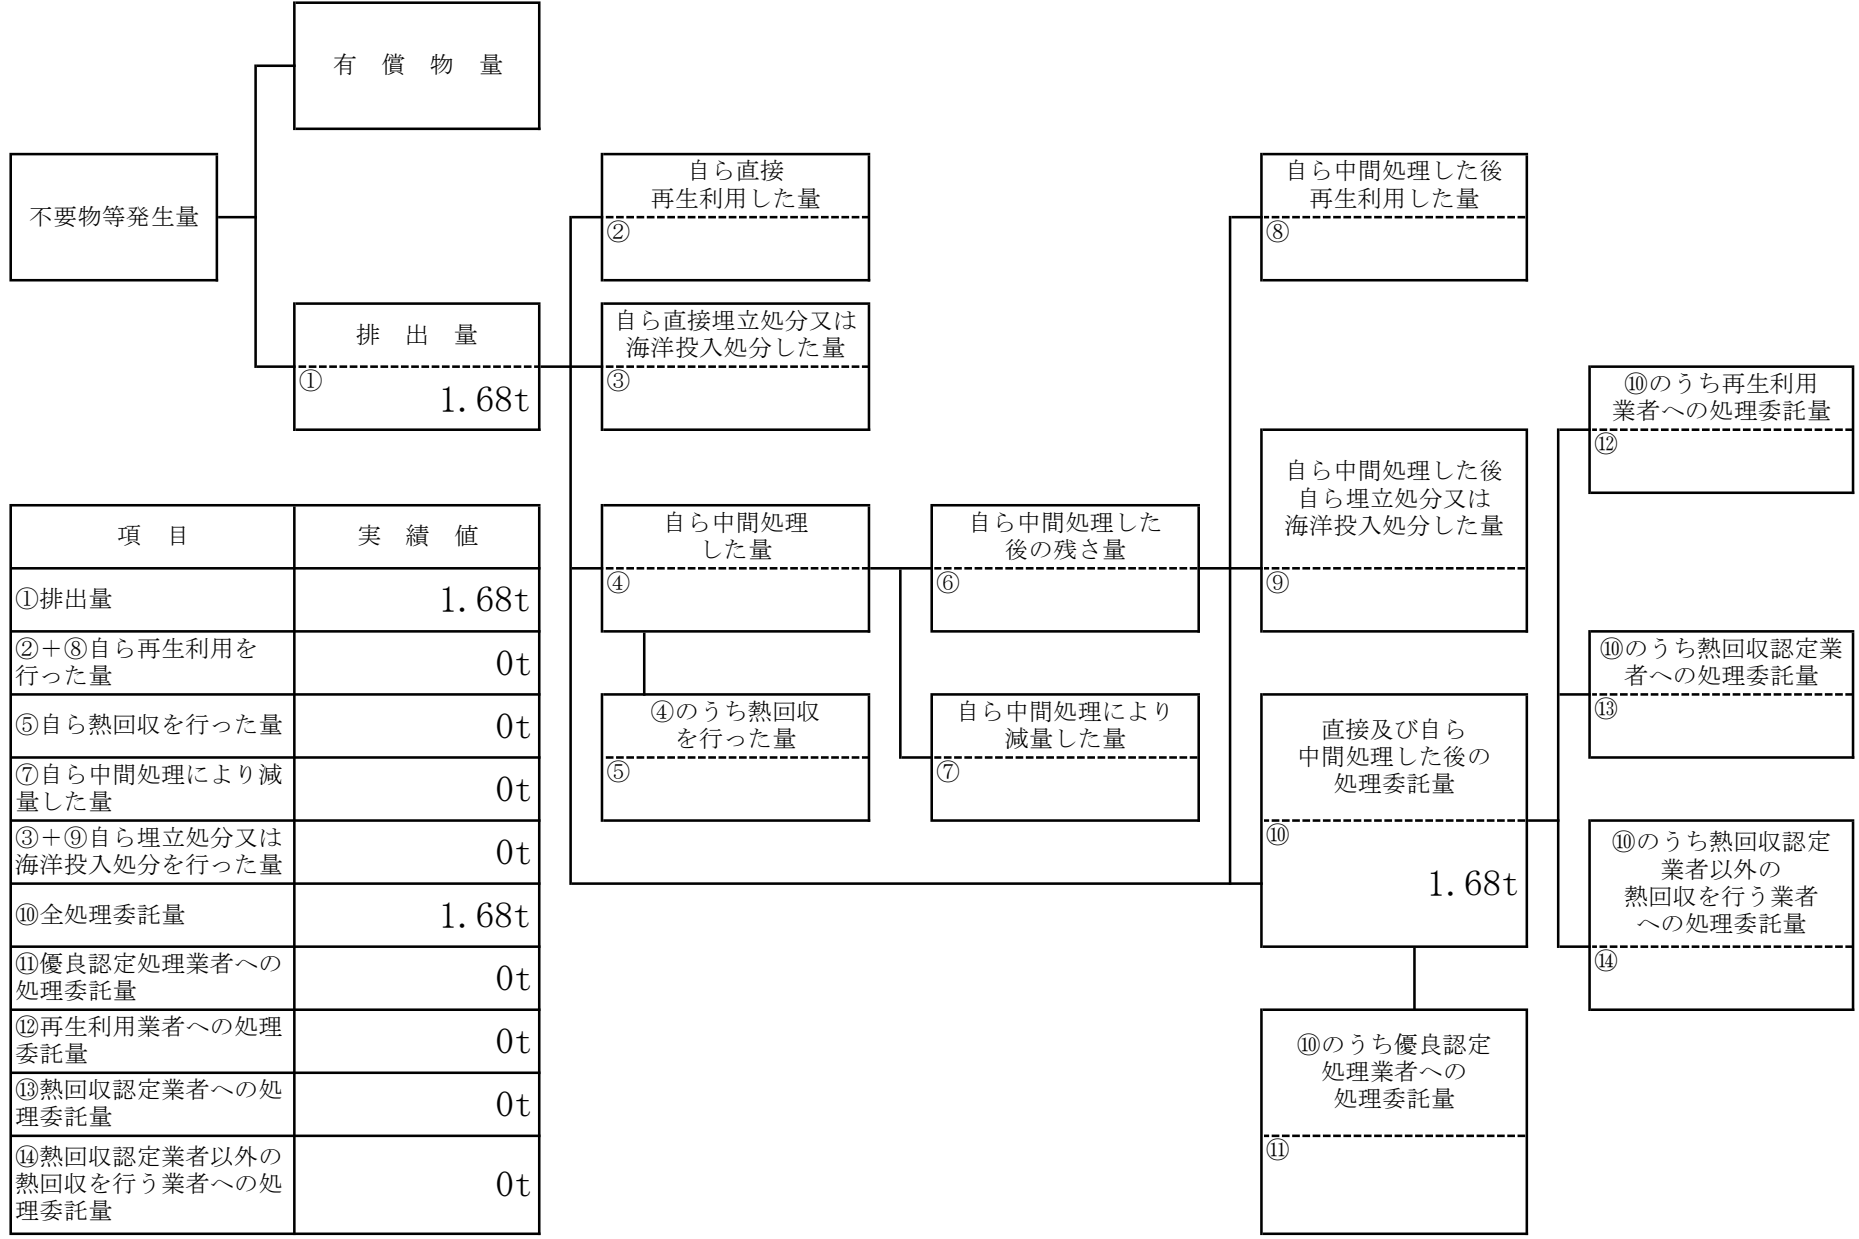 有　償　物　量
不要物等発生量
排　出　量
①
1.68t
自ら直接
再生利用した量
②
自ら直接埋立処分又は
海洋投入処分した量
③
自ら中間処理
した量
④
④のうち熱回収
を行った量
⑤
自ら中間処理した
後の残さ量
⑥
自ら中間処理により
減量した量
⑦
自ら中間処理した後
再生利用した量
⑧
自ら中間処理した後
自ら埋立処分又は
海洋投入処分した量
⑨
直接及び自ら
中間処理した後の
処理委託量
⑩
1.68t
⑩のうち優良認定
処理業者への
処理委託量
⑪
⑩のうち再生利用
業者への処理委託量
⑫
⑩のうち熱回収認定業
者への処理委託量
⑬
⑩のうち熱回収認定
業者以外の
熱回収を行う業者
への処理委託量
⑭
項　目
実　績　値
①排出量
1.68t
②＋⑧自ら再生利用を
行った量
0t
⑤自ら熱回収を行った量
0t
⑦自ら中間処理により減
量した量
0t
③＋⑨自ら埋立処分又は
海洋投入処分を行った量
0t
⑩全処理委託量
1.68t
⑪優良認定処理業者への
処理委託量
0t
⑫再生利用業者への処理
委託量
0t
⑬熱回収認定業者への処
理委託量
0t
⑭熱回収認定業者以外の
熱回収を行う業者への処
理委託量
0t